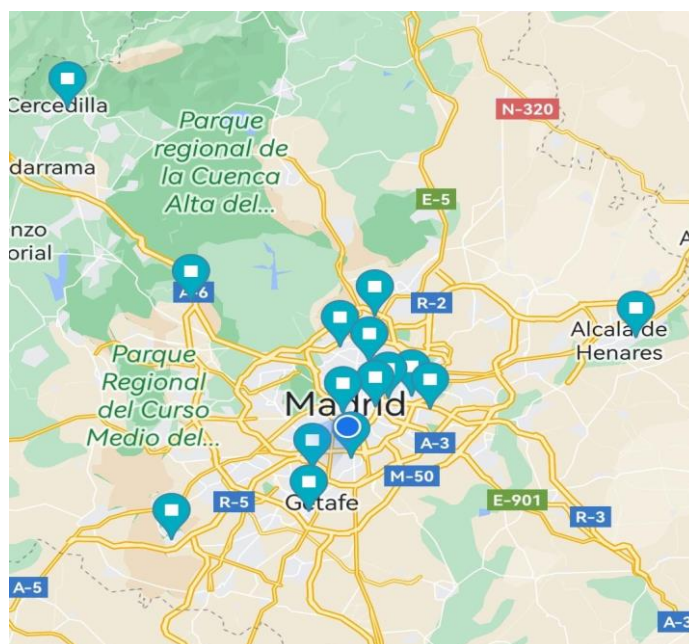 N-320
Cercedilla
Parque
regional de
la Cuenca
Alta del...
darrama
E-5
nzo
orial
A-6
R-2
Alcalá de
Henares
Parque
Regional
del Curso
Medio del...
Madrid
A-3
M-50
R-5
Getafe
E-901
R-3
A-5
A-3